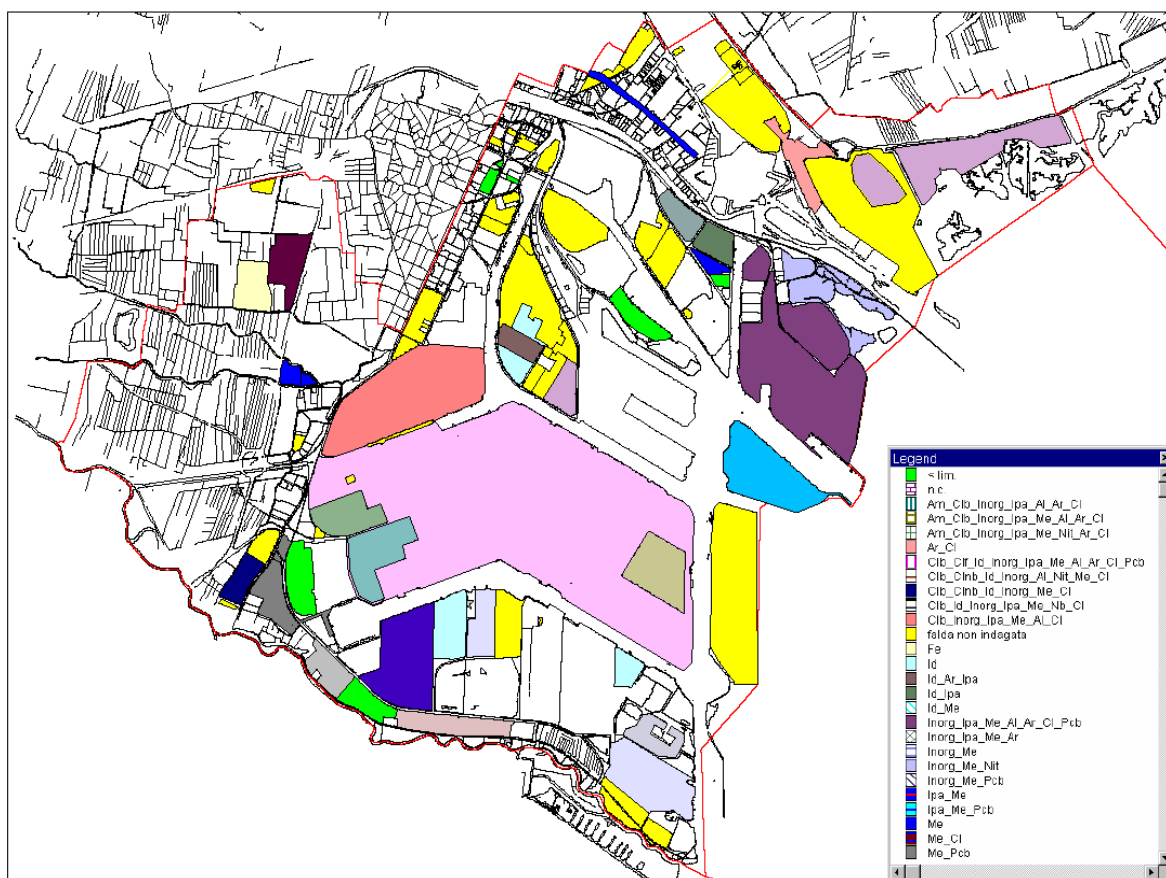 Legend
< lim.
n.c.
Am_Clb_Inorg_Ipa_Al_Ar_Cl
Am_Clb_Inorg_Ipa_Me_Al_Ar_Cl
Am_Clb_Inorg_Ipa_Me_Nit_Ar_Cl
Ar_Cl
Clb_Clf_Id_Inorg_Ipa_Me_Al_Ar_Cl_Pcb
Clb_Clnb_Id_Inorg_Al_Nit_Me_Cl
Clb_Clnb_Id_Inorg_Me_Cl
Clb_Id_Inorg_Ipa_Me_Nb_Cl
Clb_Inorg_Ipa_Me_Al_Cl
falda non indagata
Fe
Id
Id_Ar_Ipa
Id_Ipa
Id_Me
Inorg_Ipa_Me_Al_Ar_Cl_Pcb
Inorg_Ipa_Me_Ar
Inorg_Me
Inorg_Me_Nit
Inorg_Me_Pcb
Ipa_Me
Ipa_Me_Pcb
Me
Me_Cl
Me_Pcb